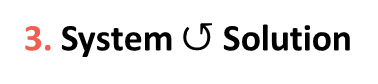 3. System ↺ Solution